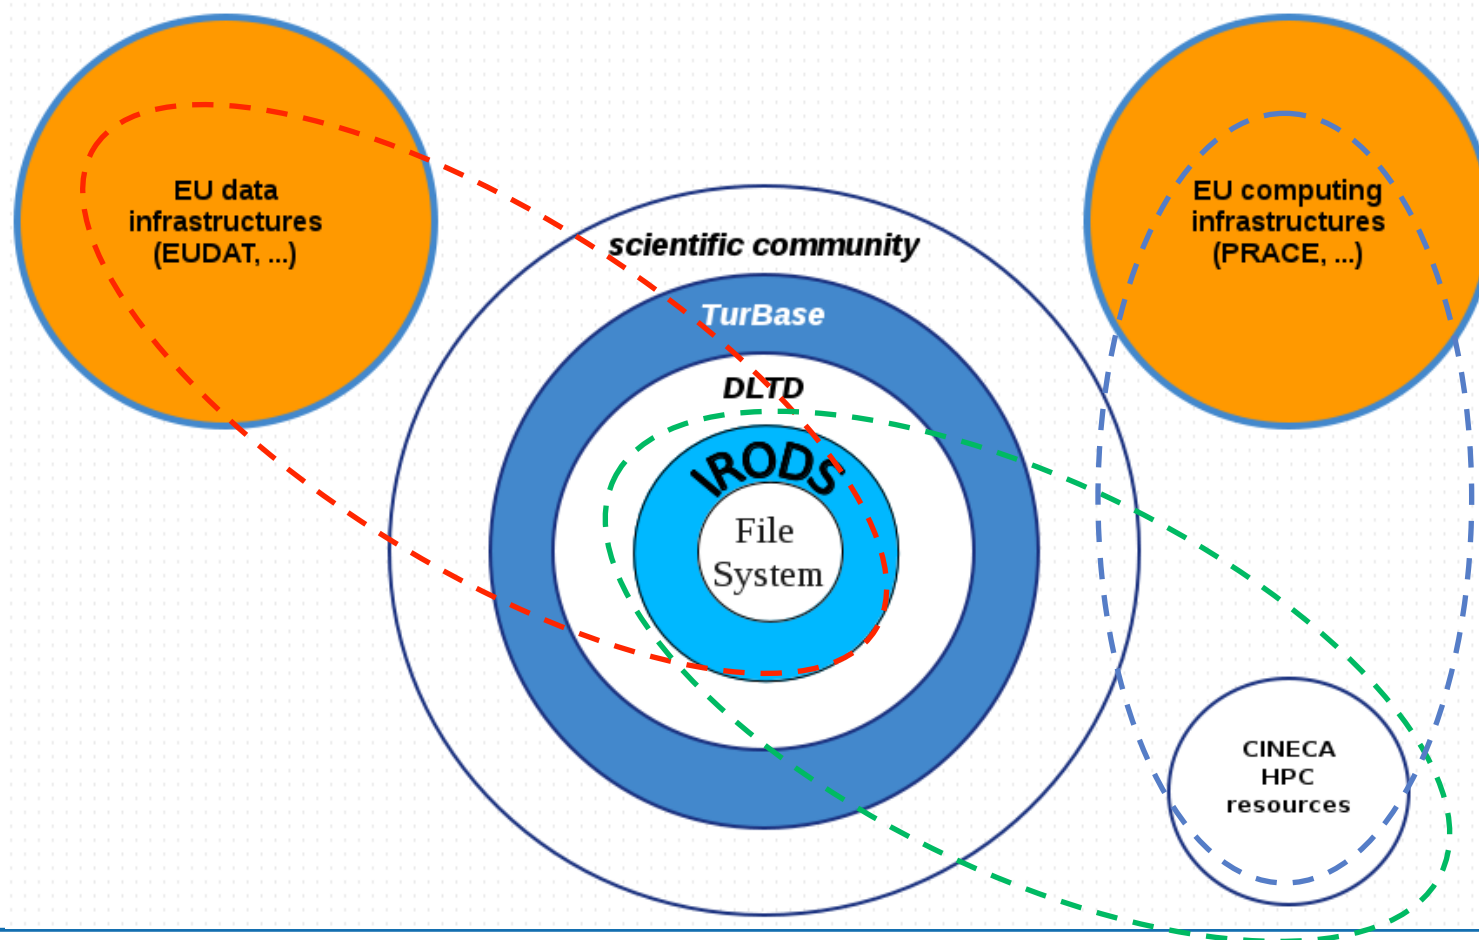 EU data
infrastructures
(EUDAT, ...)
EU computing
infrastructures
(PRACE, ...)
scientific community
TurBase
DLTD
IRODS
File
System
CINECA
HPC
resources